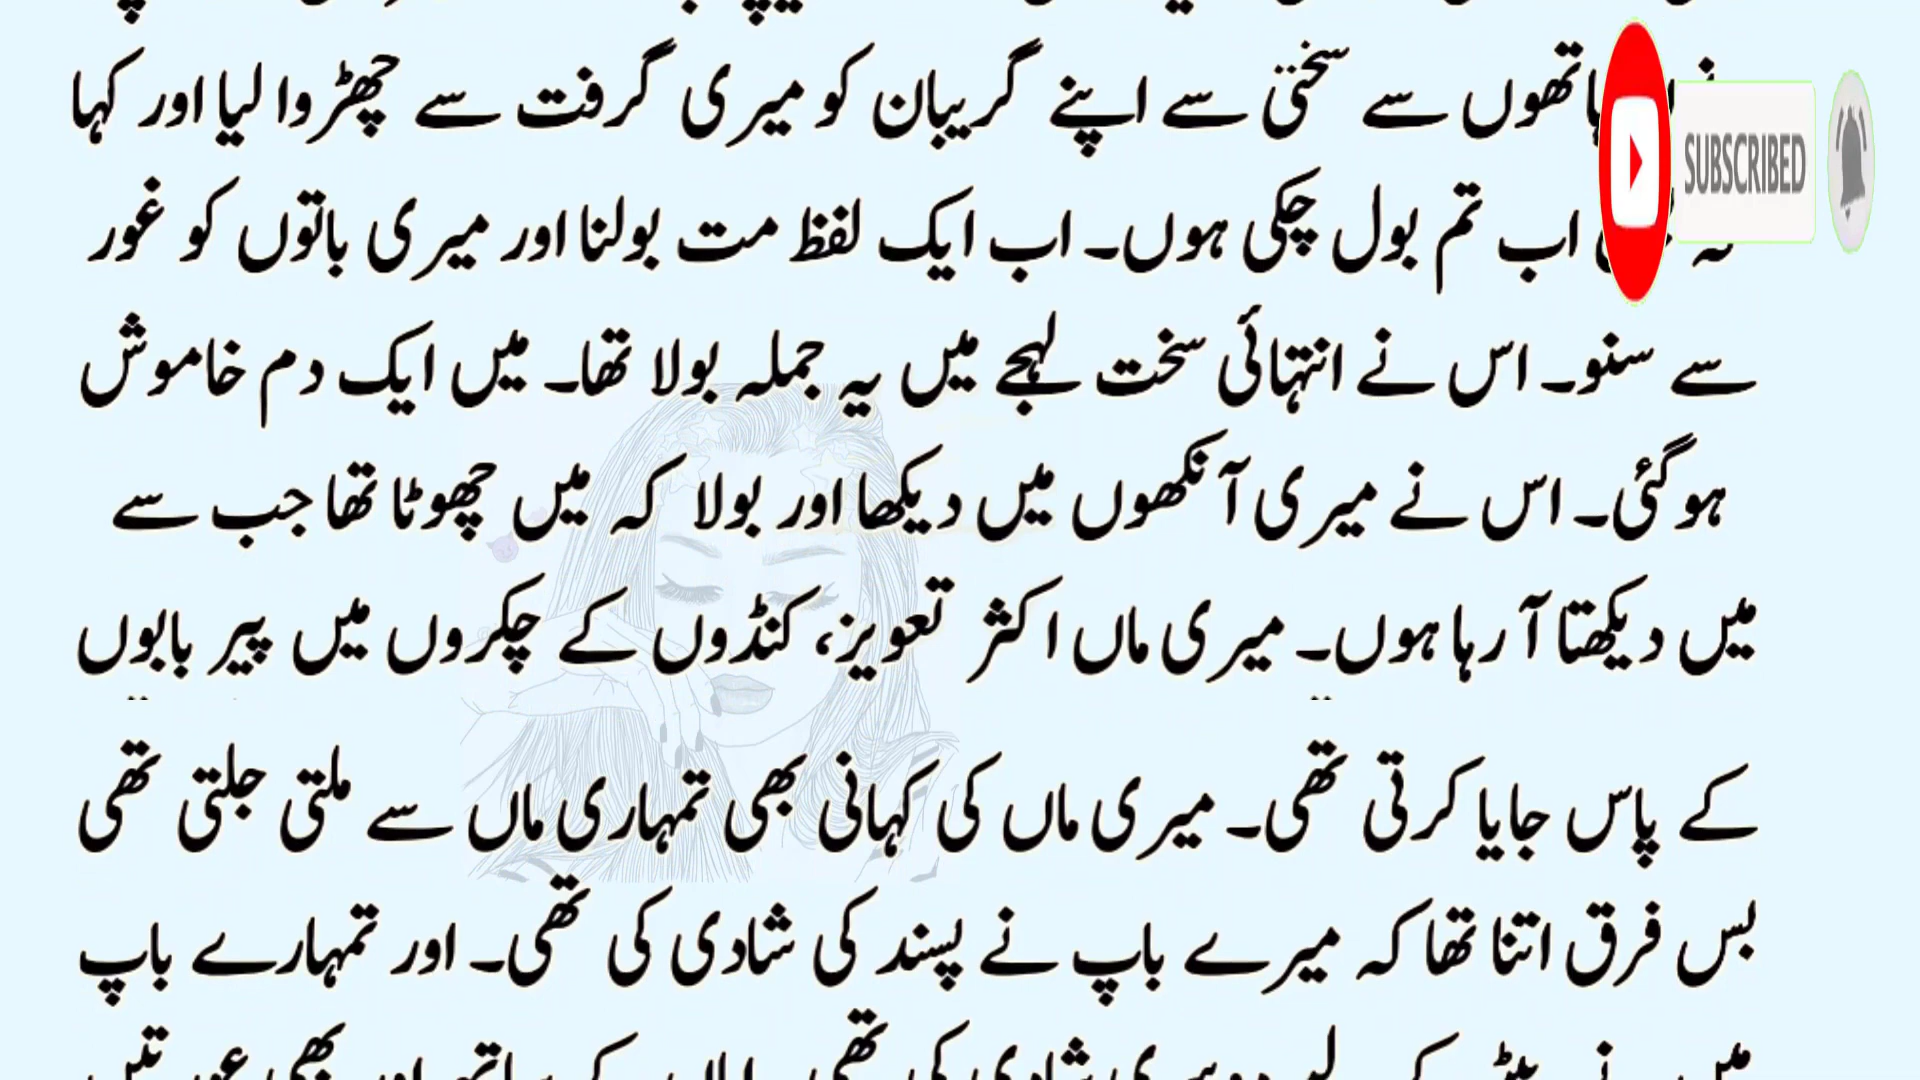 ہاتھوں سے سختی سے اپنے گریبان کو میری گرفت سے چھڑوا لیا اور کہا
SUBSCRIBED
اب تم بول چکی ہوں۔ اب ایک لفظ مت بولنا اور میری باتوں کو غور
سے سنو۔ اس نے انتہائی سخت لہجے میں یہ جملہ بولا تھا۔ میں ایک دم خاموش
ہوگئی۔ اس نے میری آنکھوں میں دیکھا اور بولا کہ میں چھوٹا تھا جب سے
میں دیکھتا آ رہا ہوں۔ میری ماں اکثر تعویز، کنڈوں کے چکروں میں پیر بابوں
کے پاس جایا کرتی تھی۔ میری ماں کی کہانی بھی تمہاری ماں سے ملتی جلتی تھی
بس فرق اتنا تھا کہ میرے باپ نے پسند کی شادی کی تھی۔ اور تمہارے باپ